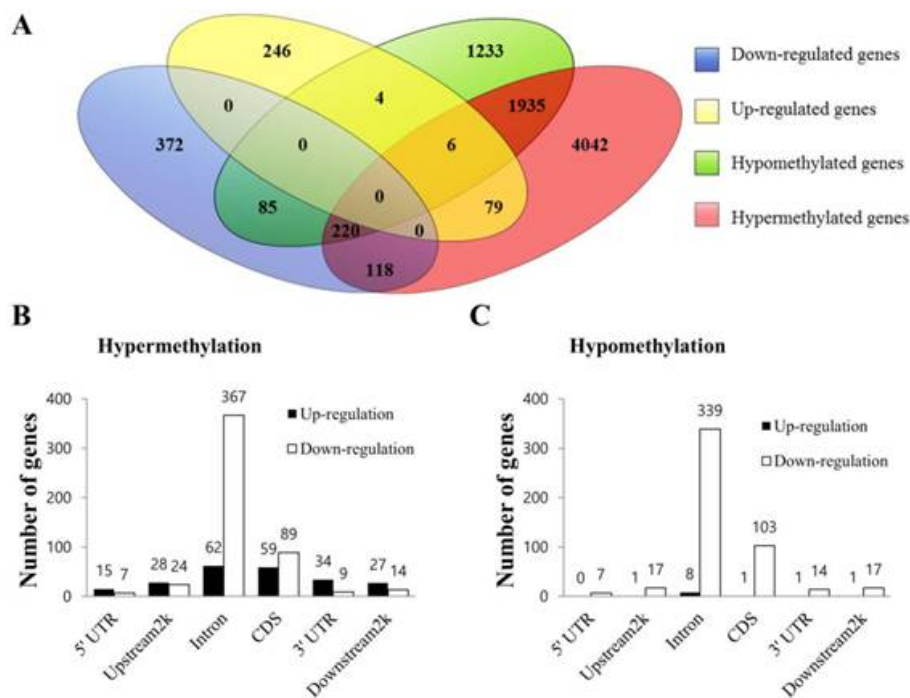 A
246
1233
Down-regulated genes
0
4
1935
Up-regulated genes
372
0
6
4042
Hypomethylated genes
85
0
79
220
0
Hypermethylated genes
118
B
Hypermethylation
Number of genes
400
300
200
100
0
Up-regulation
Down-regulation
15
7
28
24
62
367
59
89
34
9
27
14
5' UTR
Upstream2k
Intron
CDS
3' UTR
Downstream2k
C
Hypomethylation
Number of genes
400
300
200
100
0
Up-regulation
Down-regulation
0
7
1
17
8
339
1
103
1
14
1
17
5' UTR
Upstream2k
Intron
CDS
3' UTR
Downstream2k